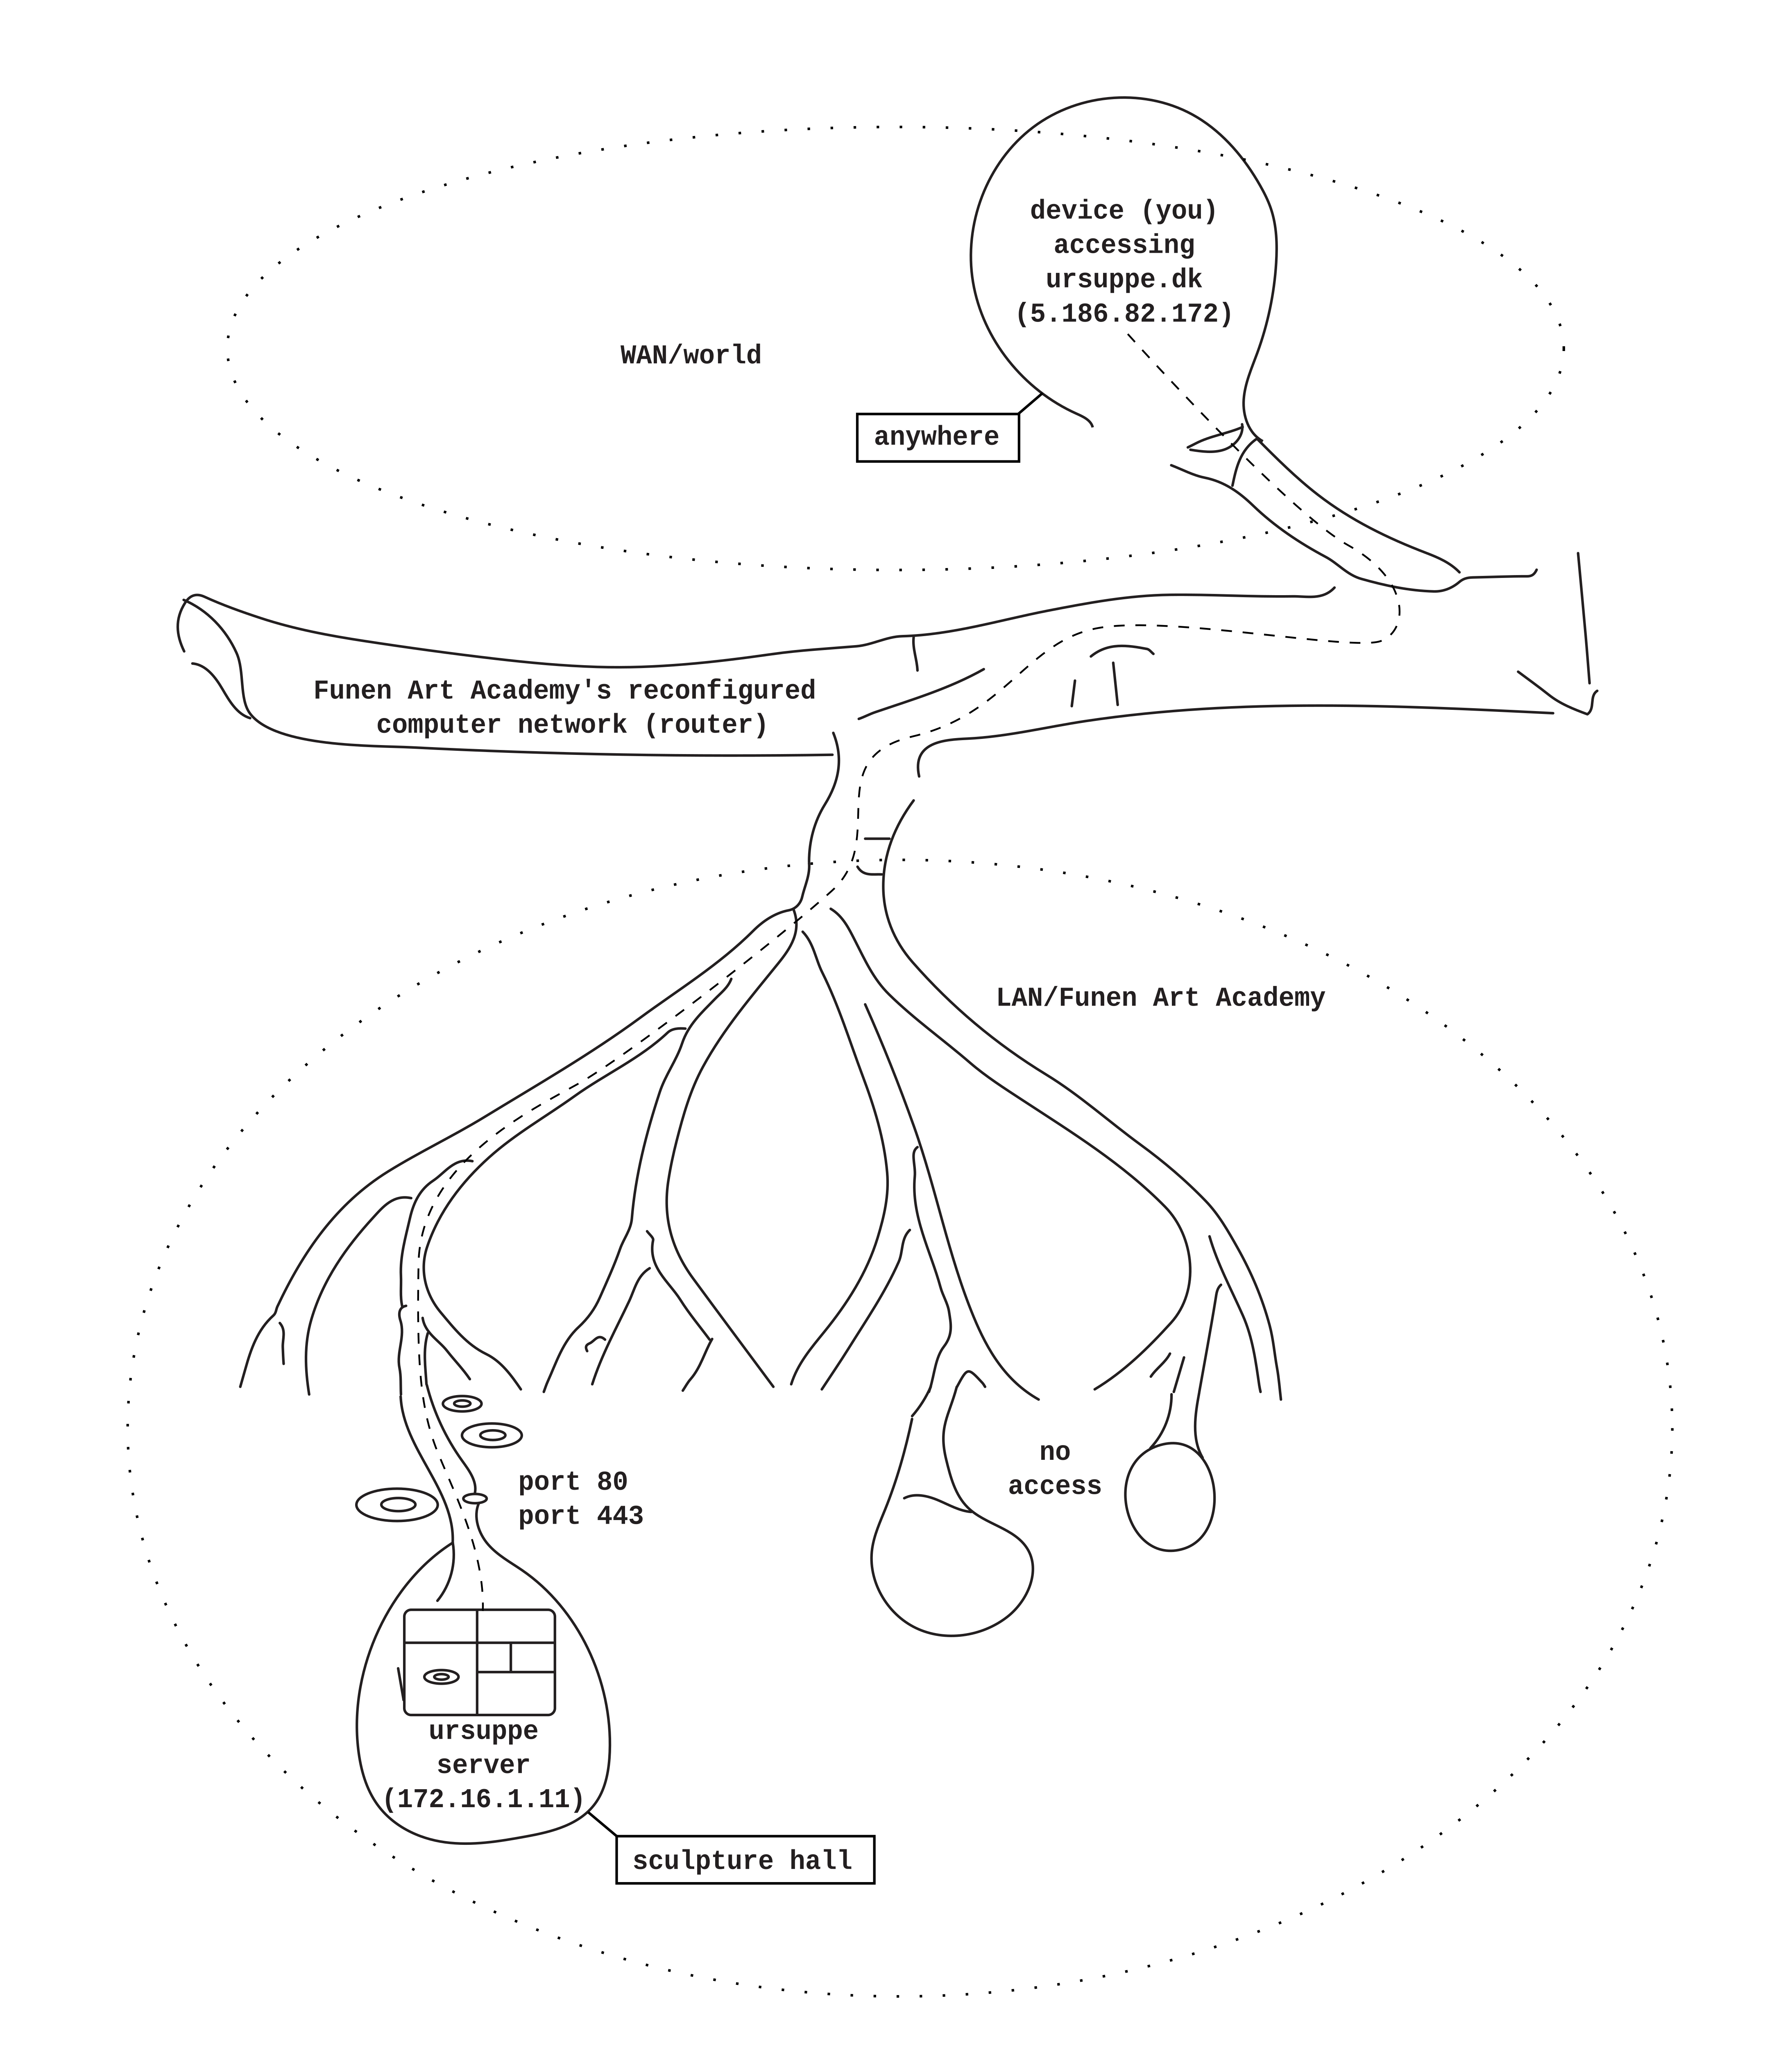 device (you)
accessing
ursuppe.dk
(5.186.82.172)
WAN/world
anywhere
Funen Art Academy's reconfigured
computer network (router)
LAN/Funen Art Academy
no
access
port 80
port 443
ursuppe
server
(172.16.1.11)
sculpture hall